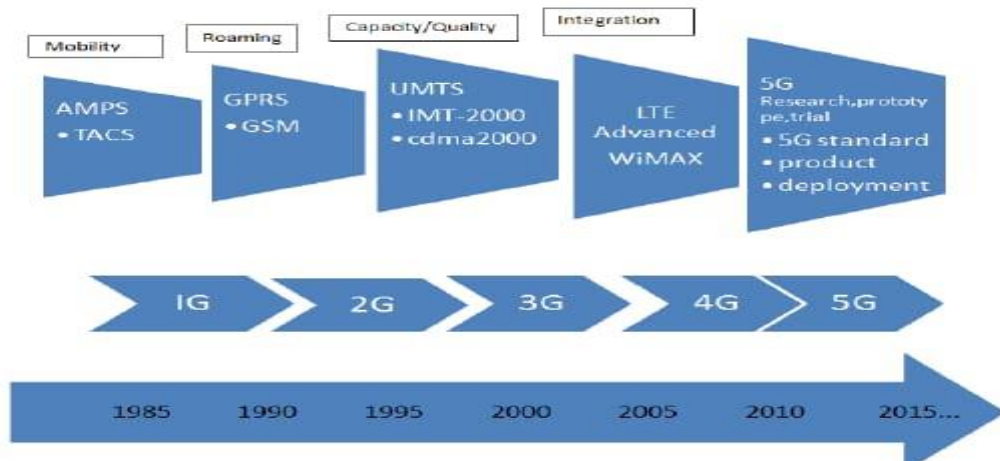 Mobility
Roaming
Capacity/Quality
Integration
AMPS
• TACS
GPRS
• GSM
UMTS
• IMT-2000
• cdma2000
LTE
Advanced
WiMAX
5G
Research,prototy
pe,trial
• 5G standard
• product
• deployment
IG
2G
3G
4G
5G
1985 1990 1995 2000 2005 2010 2015...